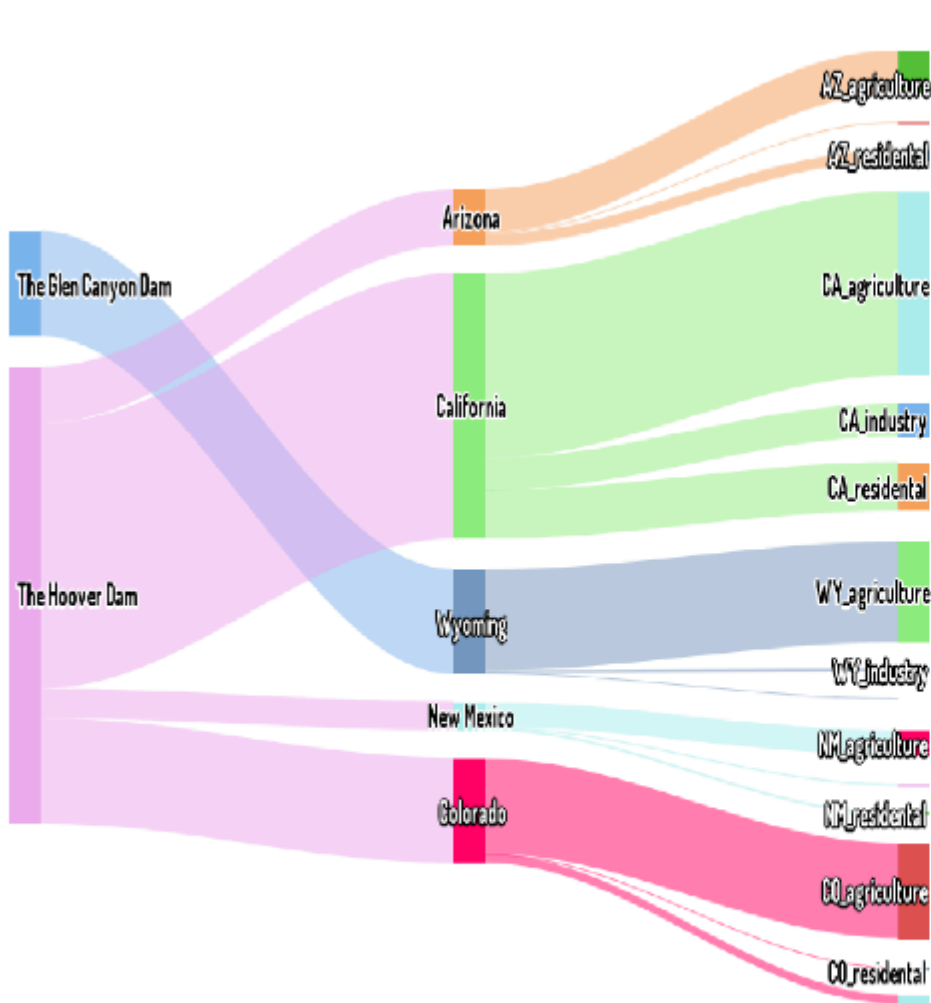 The Glen Canyon Dam
The Hoover Dam
Arizona
California
Wyoming
New Mexico
Colorado
AZ_agriculture
AZ_residental
CA_agriculture
CA_industry
CA_residental
WY_agriculture
WY_industry
NM_agriculture
NM_residental
CO_agriculture
CO_residental